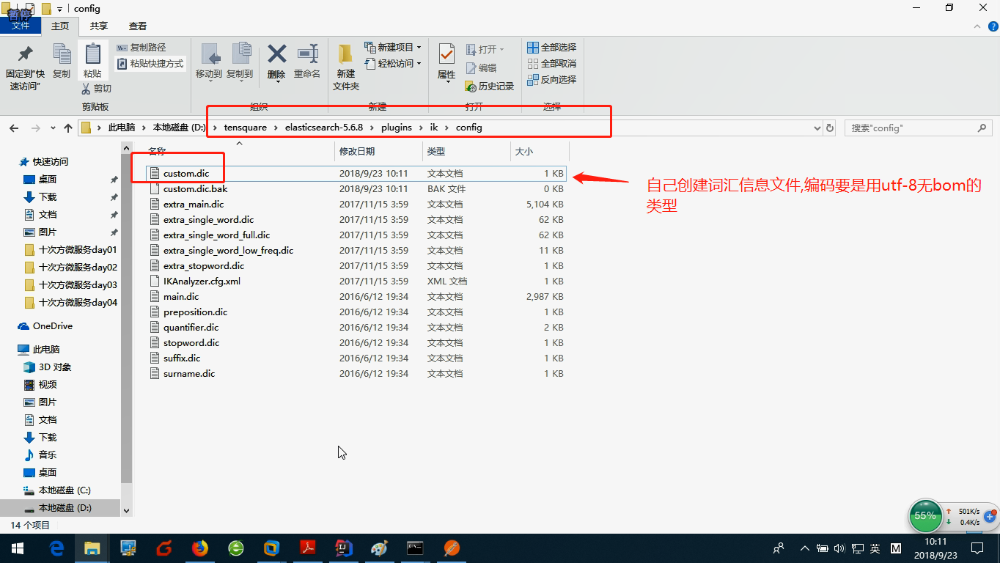 config
暂停
文件
主页
共享
查看
固定到"快速访问"
复制
粘贴
复制路径
粘贴快捷方式
剪切
剪贴板
移动到
复制到
删除
重命名
组织
新建文件夹
新建项目
轻松访问
新建
属性
打开
编辑
历史记录
打开
全部选择
全部取消
反向选择
选择
此电脑 本地磁盘 (D:) tensquare elasticsearch-5.6.8 plugins ik config
搜索"config"
名称 修改日期 类型 大小
custom.dic 2018/9/23 10:11 文本文档 1 KB
custom.dic.bak 2018/9/23 10:11 BAK 文件 0 KB
extra_main.dic 2017/11/15 3:59 文本文档 5,104 KB
extra_single_word.dic 2017/11/15 3:59 文本文档 62 KB
extra_single_word_full.dic 2017/11/15 3:59 文本文档 62 KB
extra_single_word_low_freq.dic 2017/11/15 3:59 文本文档 11 KB
extra_stopword.dic 2017/11/15 3:59 文本文档 1 KB
IKAnalyzer.cfg.xml 2017/11/15 3:59 XML 文档 1 KB
main.dic 2016/6/12 19:34 文本文档 2,987 KB
preposition.dic 2016/6/12 19:34 文本文档 1 KB
quantifier.dic 2016/6/12 19:34 文本文档 2 KB
stopword.dic 2016/6/12 19:34 文本文档 1 KB
suffix.dic 2016/6/12 19:34 文本文档 1 KB
surname.dic 2016/6/12 19:34 文本文档 1 KB
自己创建词汇信息文件,编码要是用utf-8无bom的
类型
快速访问
桌面
下载
文档
图片
十次方微服务day01
十次方微服务day02
十次方微服务day03
十次方微服务day04
OneDrive
此电脑
3D 对象
视频
图片
文档
下载
音乐
桌面
本地磁盘 (C:)
本地磁盘 (D:)
14 个项目
55%
501K/s
0.4K/s
英
M
10:11
2018/9/23